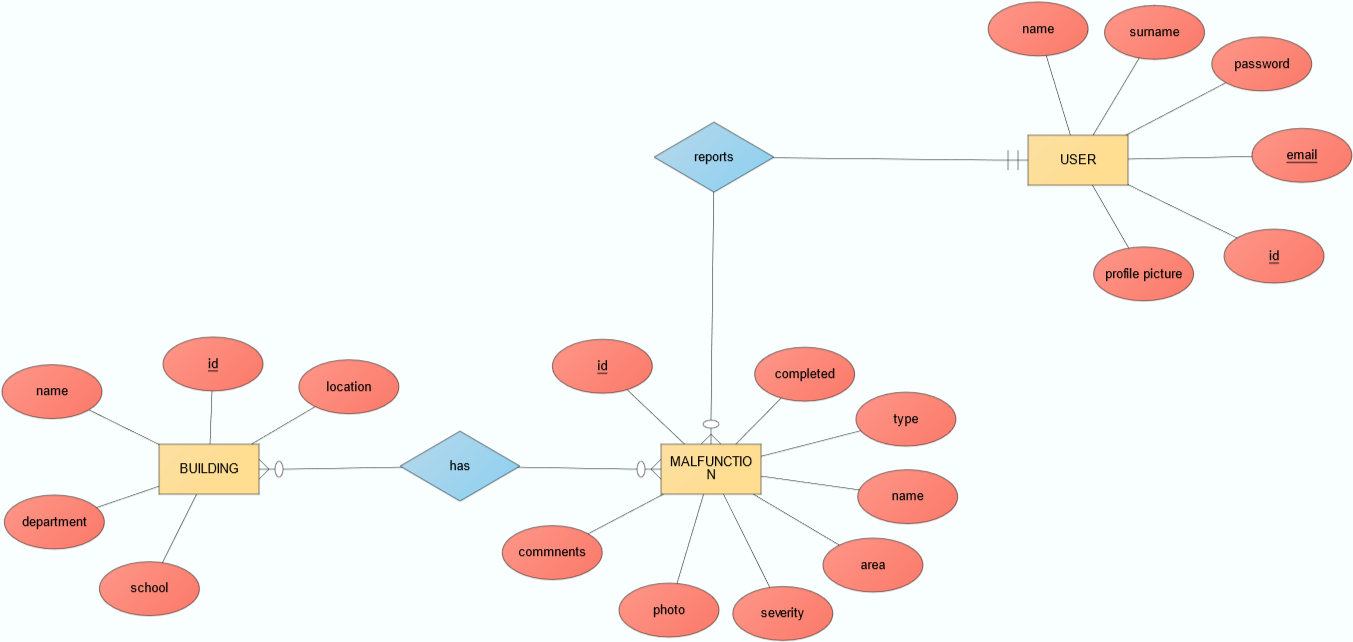 name
surname
password
reports
USER
email
id
profile picture
id
completed
name
location
type
BUILDING
has
MALFUNCTIO
N
name
department
commnents
area
school
photo
severity